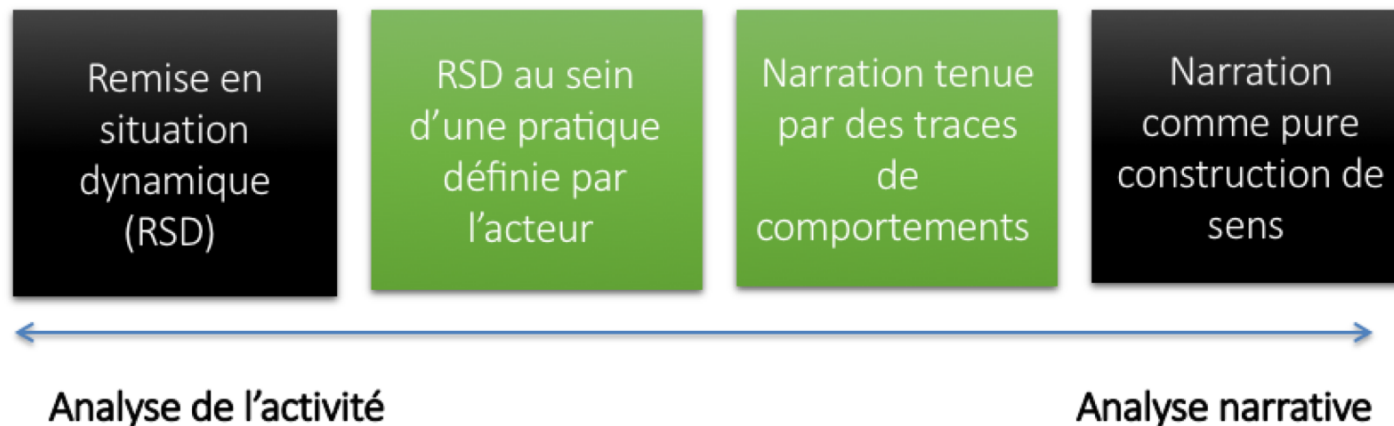 Remise en
situation
dynamique
(RSD)
RSD au sein
d’une pratique
définie par
l’acteur
Narration tenue
par des traces
de
comportements
Narration
comme pure
construction de
sens
Analyse de l’activité
Analyse narrative